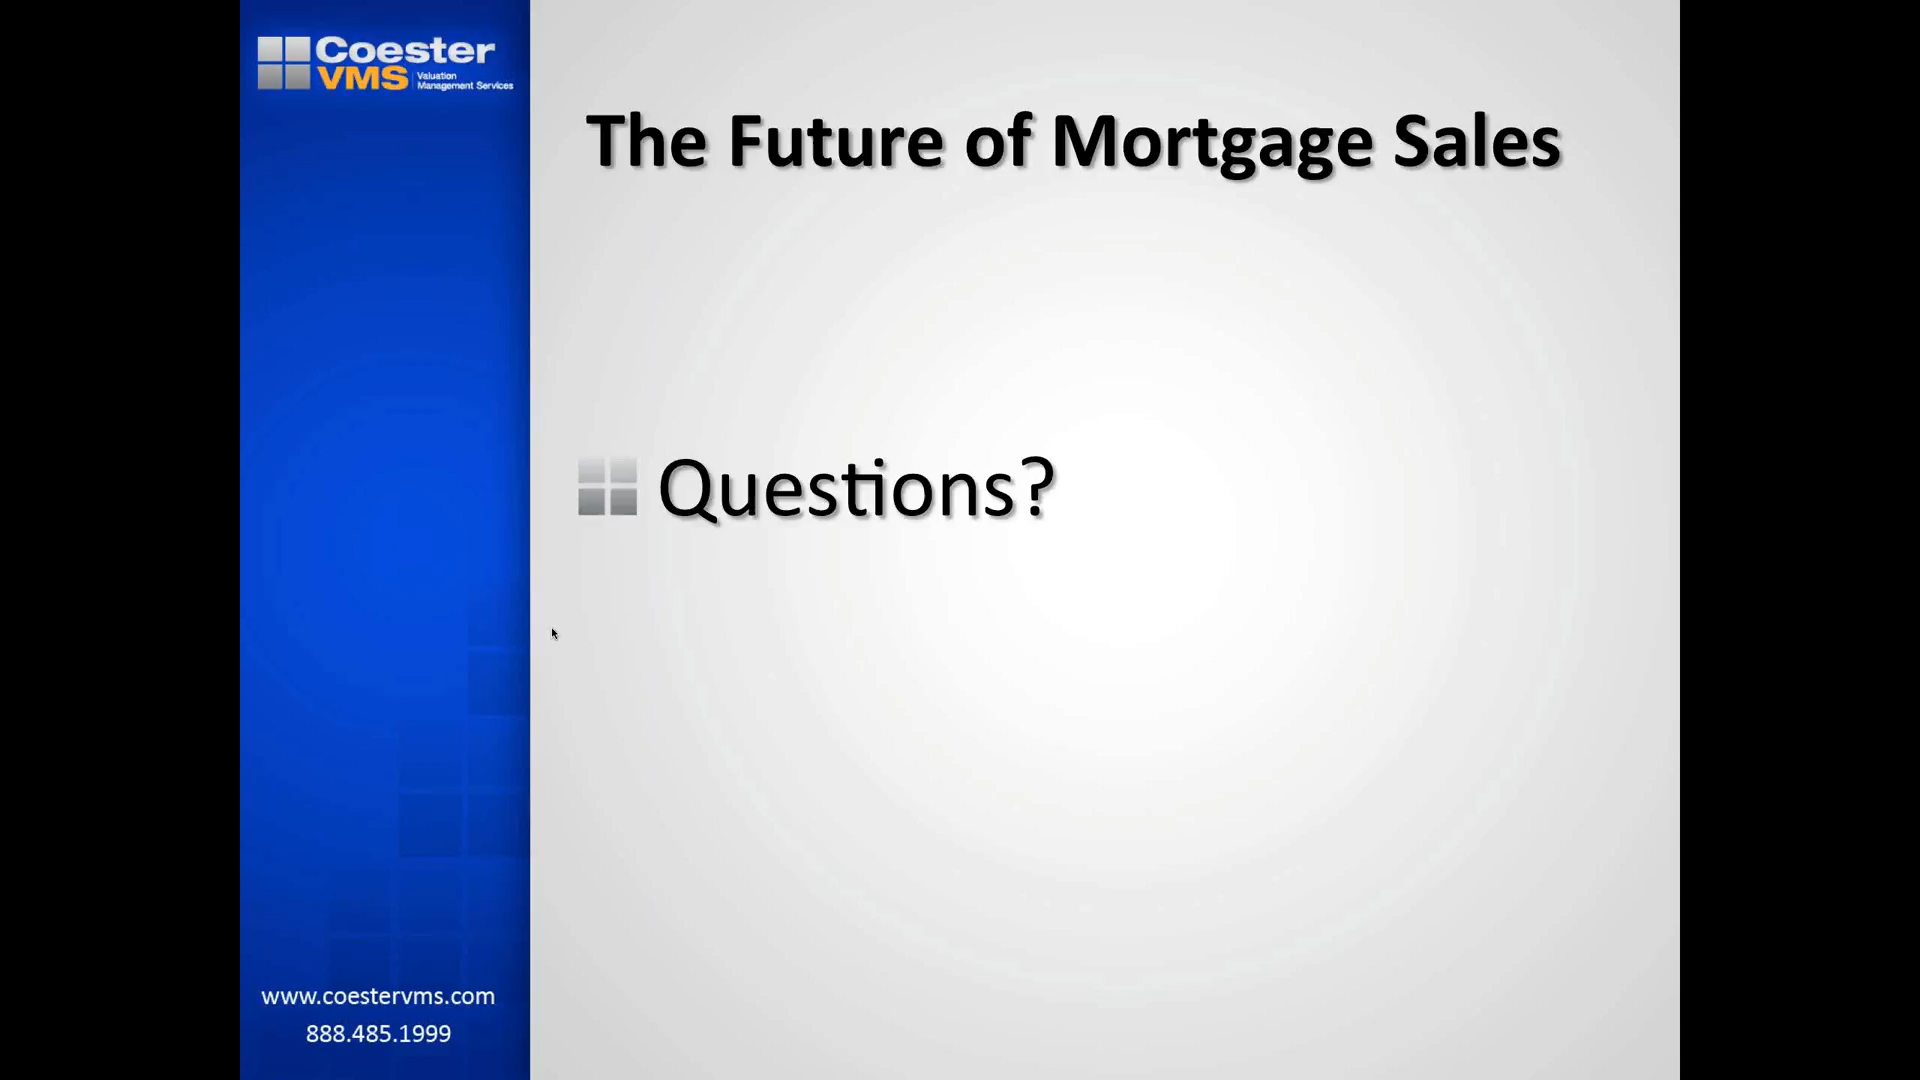 Coester
VMS Valuation
Management Services
The Future of Mortgage Sales
Questions?
www.coestervms.com
888.485.1999